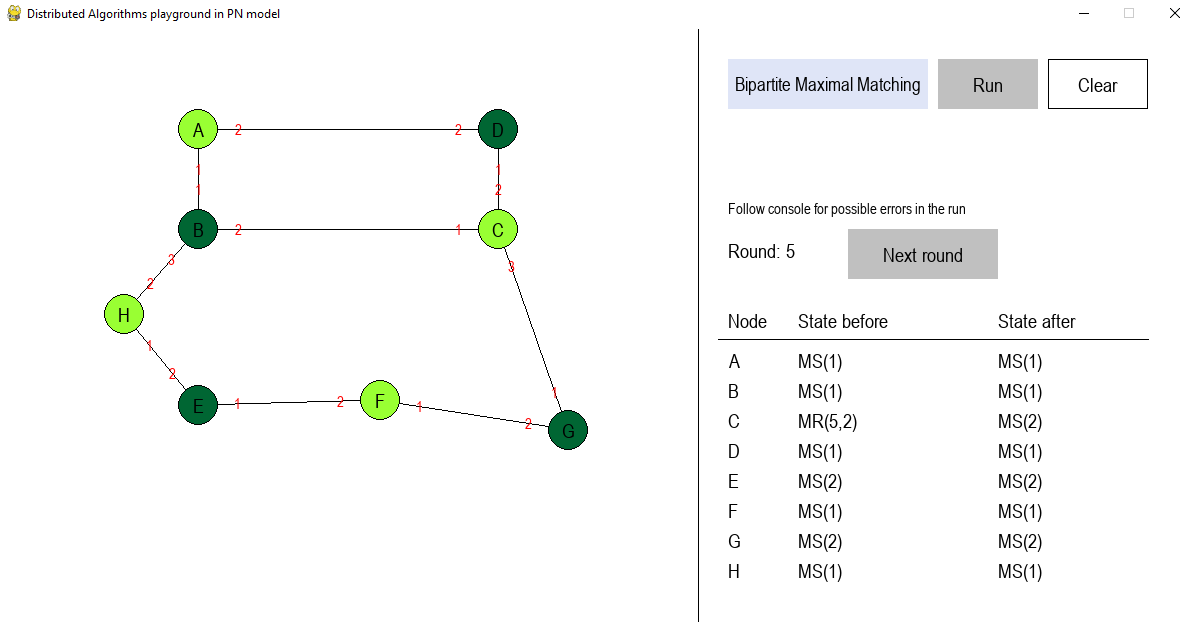 Distributed Algorithms playground in PN model
Bipartite Maximal Matching Run Clear
A 2 2 D
1 1
1 2
B 2 1 C
3 3
2
H
1
2 1
E 1 2 F 1
2 G
Follow console for possible errors in the run
Round: 5 Next round
Node State before State after
A MS(1) MS(1)
B MS(1) MS(1)
C MR(5,2) MS(2)
D MS(1) MS(1)
E MS(2) MS(2)
F MS(1) MS(1)
G MS(2) MS(2)
H MS(1) MS(1)